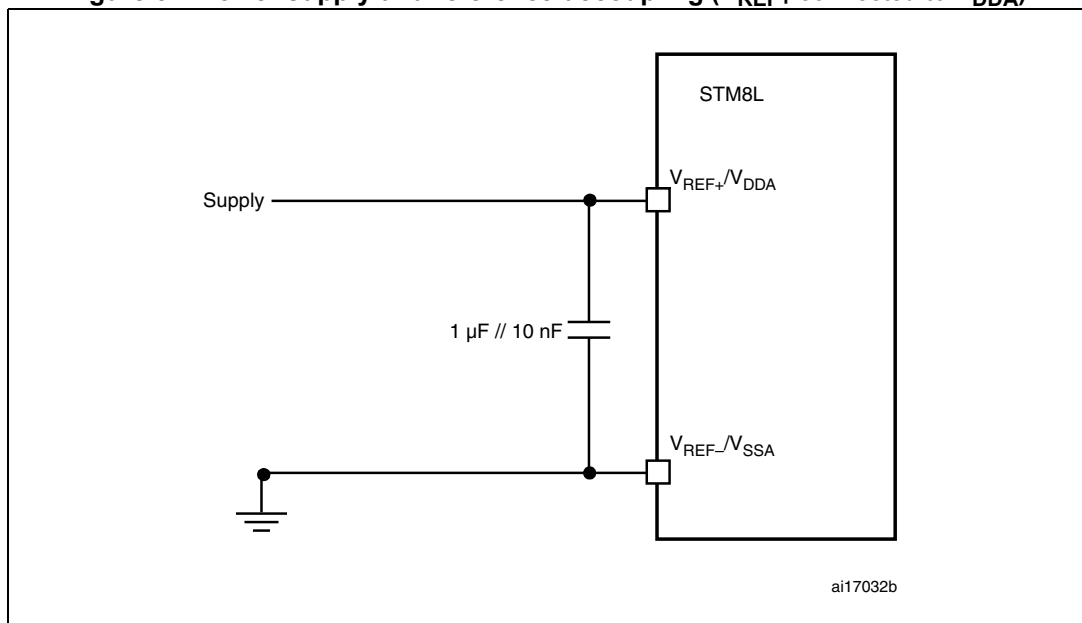 STM8L
V_REF+/V_DDA
Supply
1 µF // 10 nF
V_REF–/V_SSA
ai17032b